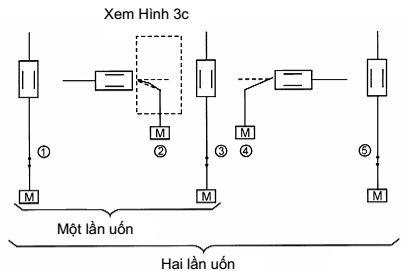 Xem Hình 3c
①
M
②
M
③
M
④
M
⑤
M
Một lần uốn
Hai lần uốn